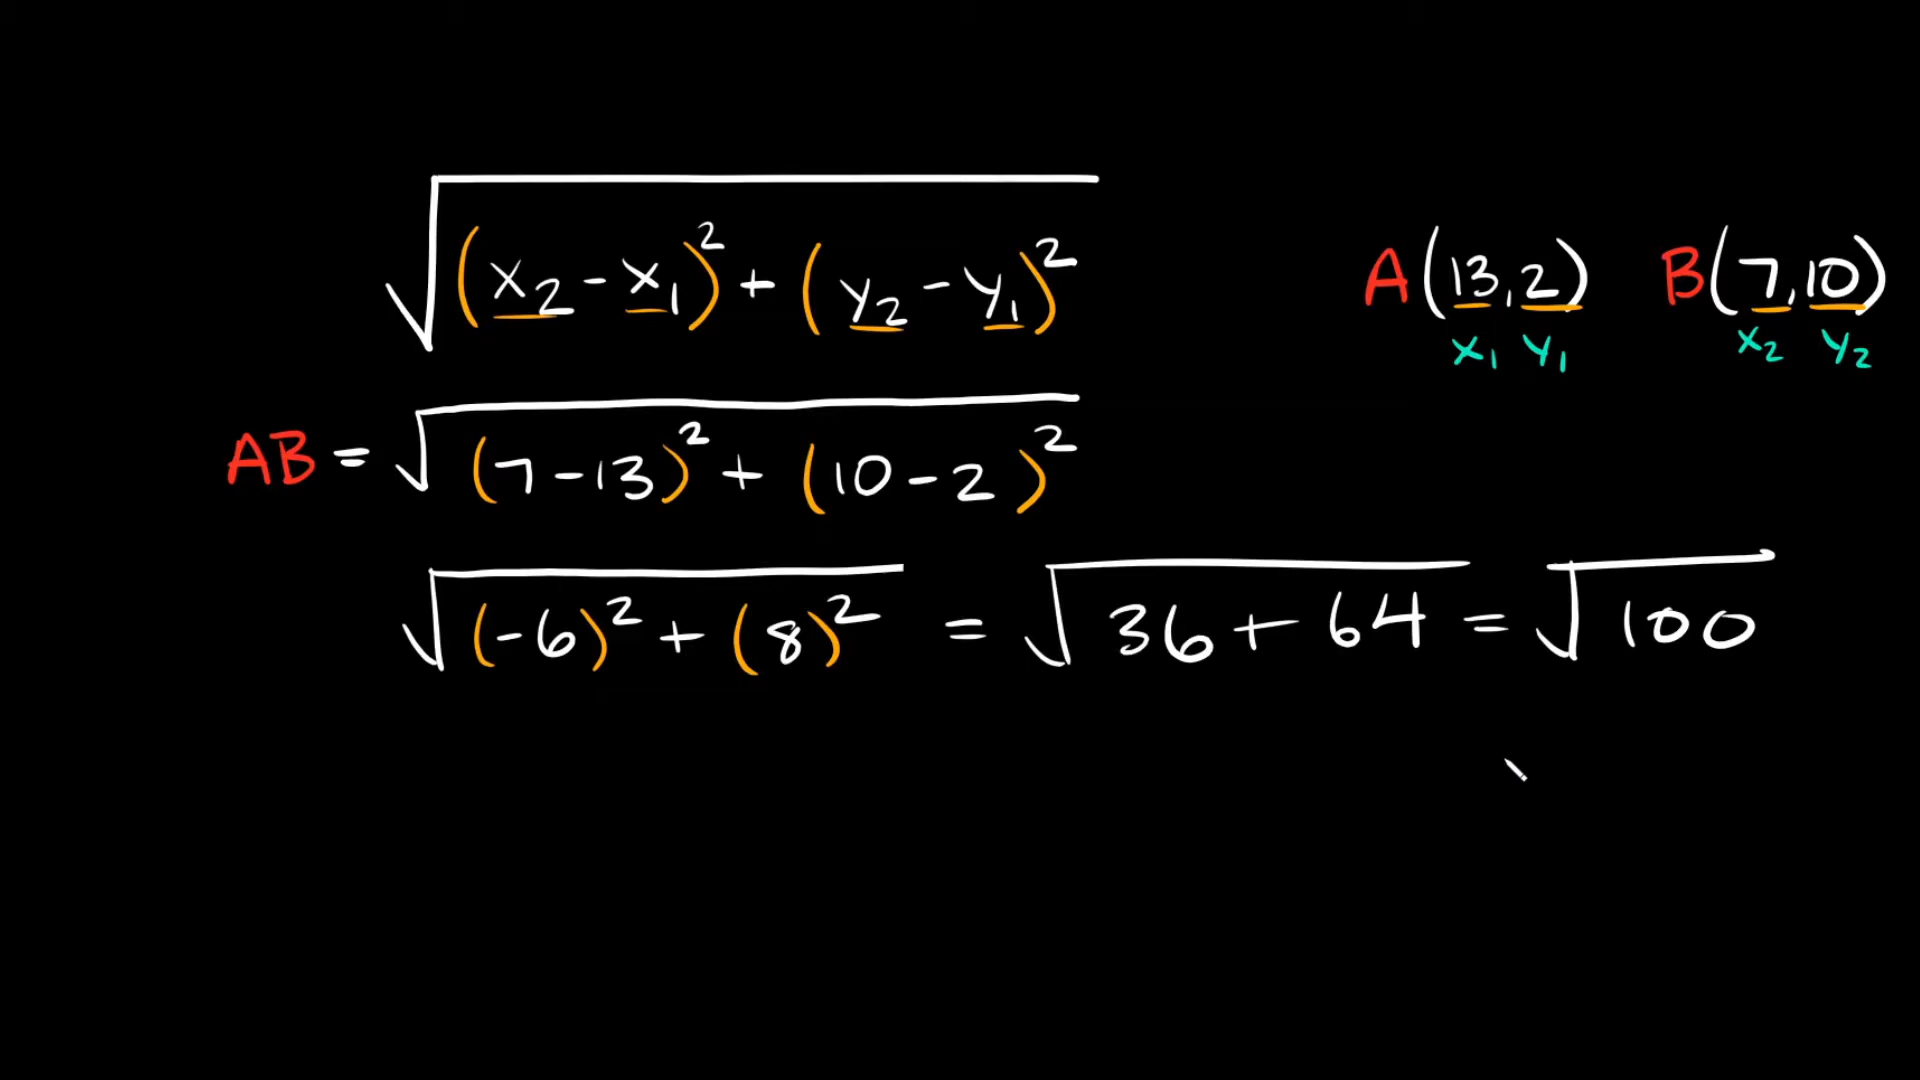 √(x₂ - x₁)² + (y₂ - y₁)²
A(13,2) B(7,10)
x₁ y₁ x₂ y₂
AB = √(7-13)² + (10-2)²
√(-6)² + (8)² = √36+64 = √100